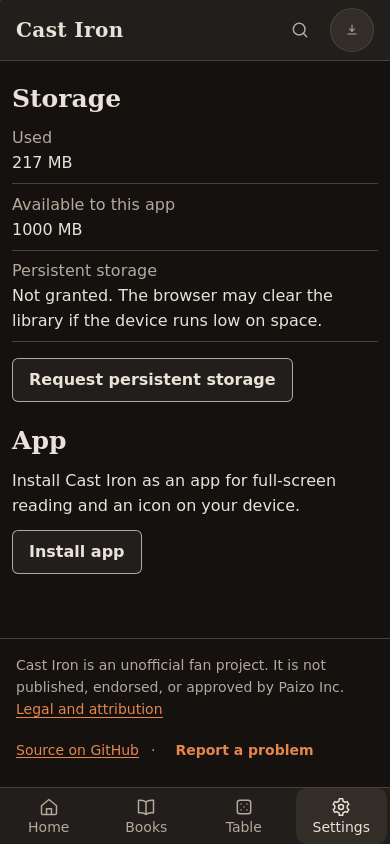 Cast Iron
Storage
Used
217 MB
Available to this app
1000 MB
Persistent storage
Not granted. The browser may clear the
library if the device runs low on space.
Request persistent storage
App
Install Cast Iron as an app for full-screen
reading and an icon on your device.
Install app
Cast Iron is an unofficial fan project. It is not
published, endorsed, or approved by Paizo Inc.
Legal and attribution
Source on GitHub · Report a problem
Home Books Table Settings